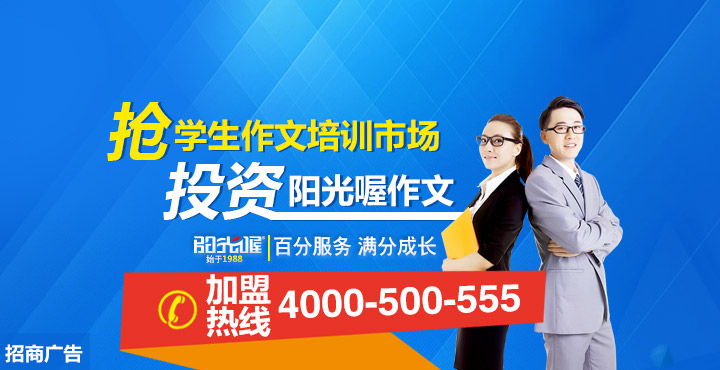 抢学生作文培训市场
投资阳光喔作文
阳光喔 百分服务 满分成长
始于1988
加盟热线 4000-500-555
招商广告